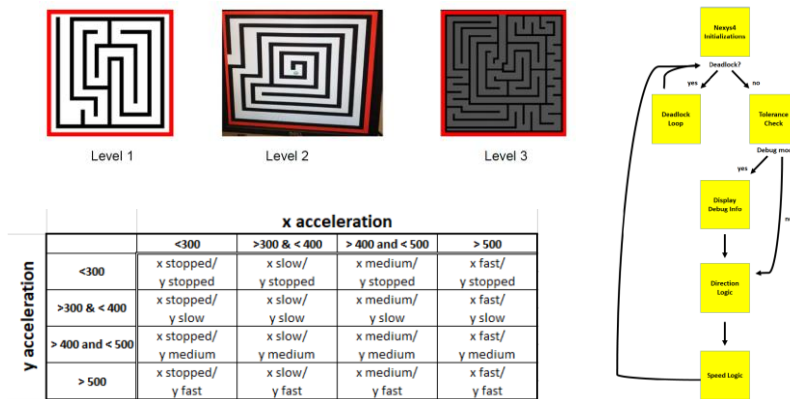 Level 1
Level 2
Level 3
x acceleration
y acceleration
<300 >300 & < 400 > 400 and < 500 > 500
<300
x stopped/ x slow/ x medium/ x fast/
y stopped y stopped y stopped y stopped
>300 & < 400
x stopped/ x slow/ x medium/ x fast/
y slow y slow y slow y slow
> 400 and < 500
x stopped/ x slow/ x medium/ x fast/
y medium y medium y medium y medium
> 500
x stopped/ x slow/ x medium/ x fast/
y fast y fast y fast y fast
Nexys4
Initializations
Deadlock?
yes
no
Deadlock
Loop
Tolerance
Check
Debug mo
yes
n
Display
Debug Info
Direction
Logic
Speed Logic